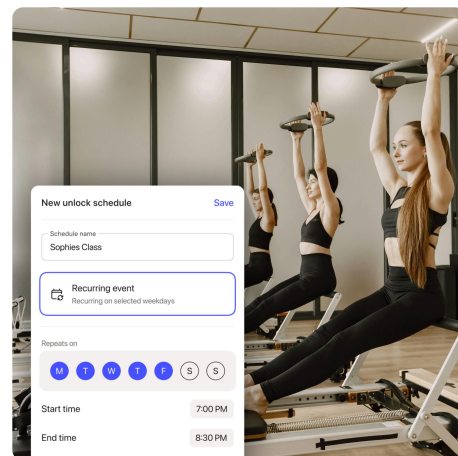 New unlock schedule Save
Schedule name
Sophies Class
Recurring event
Recurring on selected weekdays
Repeats on
M T W T F S S
Start time 7:00 PM
End time 8:30 PM